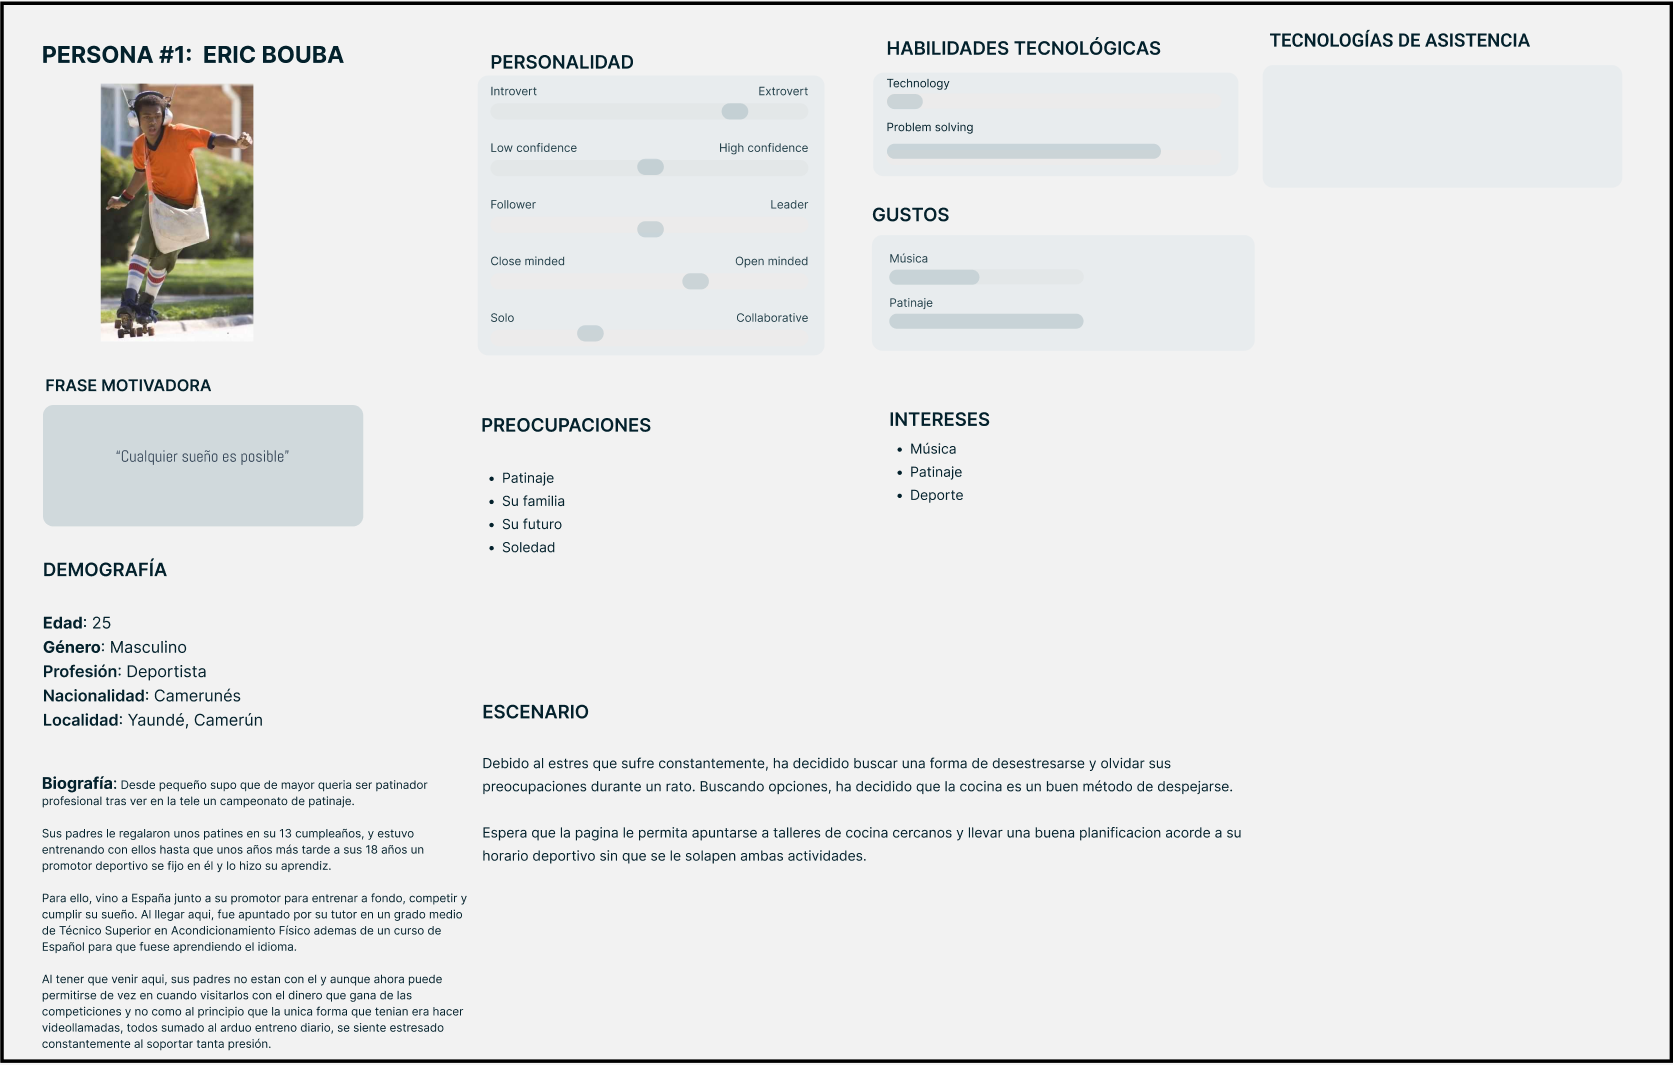 PERSONA #1: ERIC BOUBA
FRASE MOTIVADORA
“Cualquier sueño es posible”
DEMOGRAFÍA
Edad: 25
Género: Masculino
Profesión: Deportista
Nacionalidad: Camerunés
Localidad: Yaundé, Camerún
Biografía: Desde pequeño supo que de mayor queria ser patinador
profesional tras ver en la tele un campeonato de patinaje.
Sus padres le regalaron unos patines en su 13 cumpleaños, y estuvo
entrenando con ellos hasta que unos años más tarde a sus 18 años un
promotor deportivo se fijo en él y lo hizo su aprendiz.
Para ello, vino a España junto a su promotor para entrenar a fondo, competir y
cumplir su sueño. Al llegar aqui, fue apuntado por su tutor en un grado medio
de Técnico Superior en Acondicionamiento Físico ademas de un curso de
Español para que fuese aprendiendo el idioma.
Al tener que venir aqui, sus padres no estan con el y aunque ahora puede
permitirse de vez en cuando visitarlos con el dinero que gana de las
competiciones y no como al principio que la unica forma que tenian era hacer
videollamadas, todos sumado al arduo entreno diario, se siente estresado
constantemente al soportar tanta presión.
PERSONALIDAD
Introvert Extrovert
Low confidence High confidence
Follower Leader
Close minded Open minded
Solo Collaborative
HABILIDADES TECNOLÓGICAS
Technology
Problem solving
TECNOLOGÍAS DE ASISTENCIA
GUSTOS
Música
Patinaje
PREOCUPACIONES
• Patinaje
• Su familia
• Su futuro
• Soledad
INTERESES
• Música
• Patinaje
• Deporte
ESCENARIO
Debido al estres que sufre constantemente, ha decidido buscar una forma de desestresarse y olvidar sus
preocupaciones durante un rato. Buscando opciones, ha decidido que la cocina es un buen método de despejarse.
Espera que la pagina le permita apuntarse a talleres de cocina cercanos y llevar una buena planificacion acorde a su
horario deportivo sin que se le solapen ambas actividades.